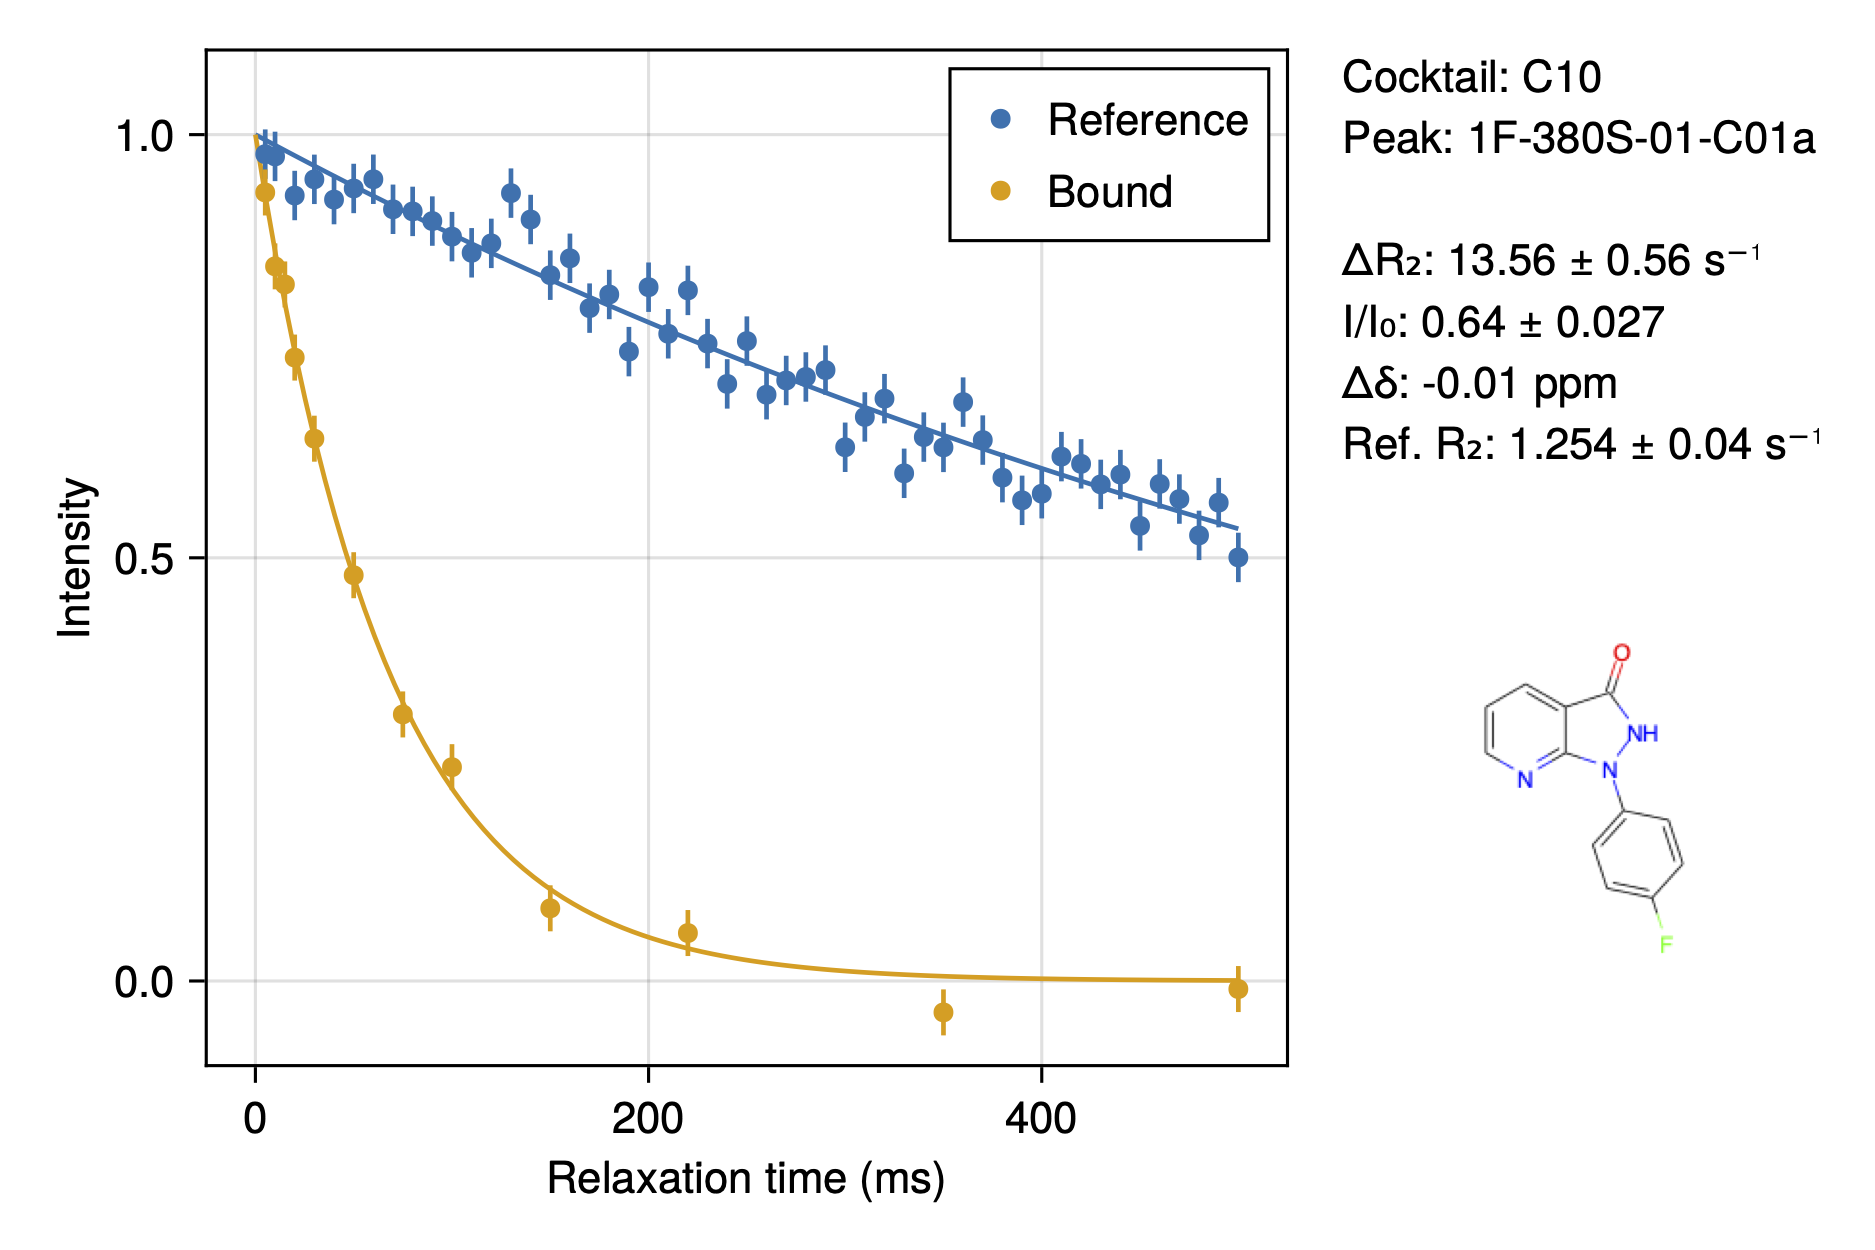 Cocktail: C10
Peak: 1F-380S-01-C01a
ΔR₂: 13.56 ± 0.56 s⁻¹
I/I₀: 0.64 ± 0.027
Δδ: -0.01 ppm
Ref. R₂: 1.254 ± 0.04 s⁻¹
Reference
Bound
1.0
0.5
0.0
Intensity
0
200
400
Relaxation time (ms)
O
NH
N
N
F